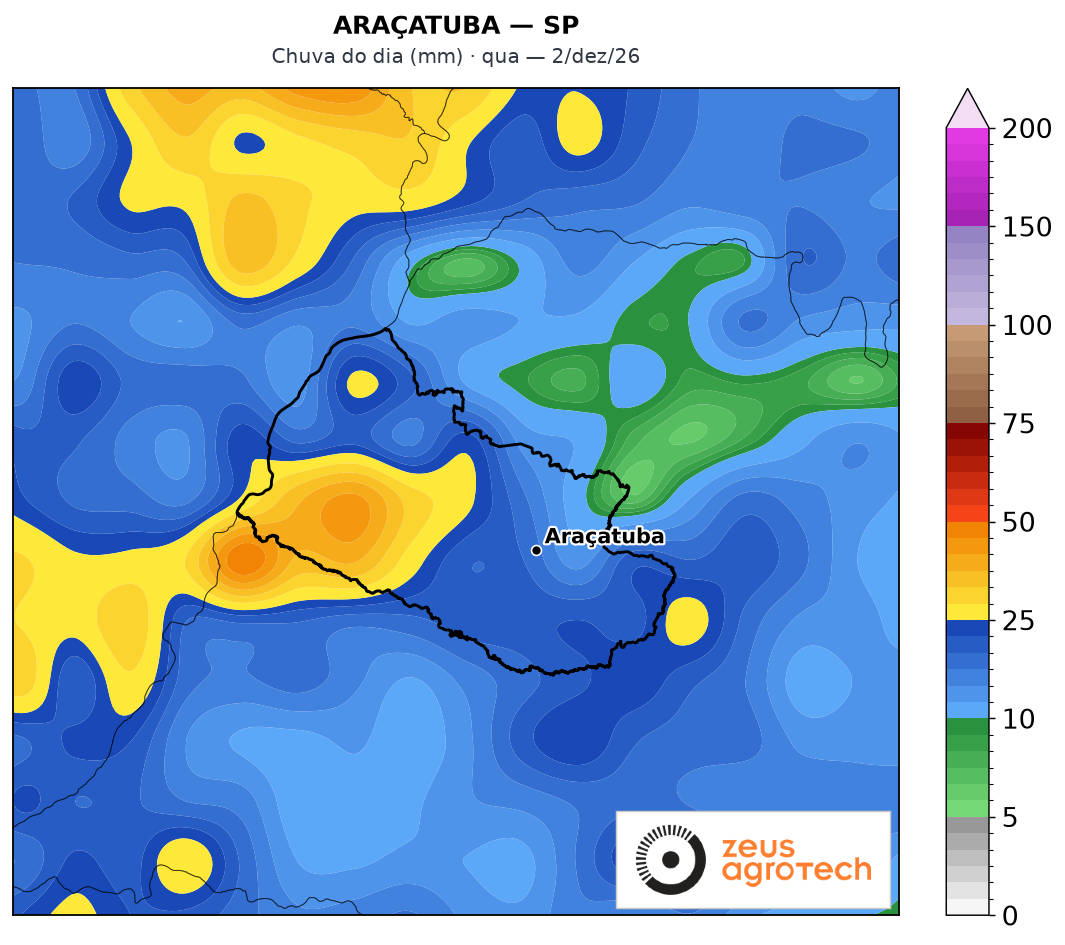 ARAÇATUBA — SP
Chuva do dia (mm) · qua — 2/dez/26
200
150
100
75
50
25
10
5
0
Araçatuba
zeus
agrotech